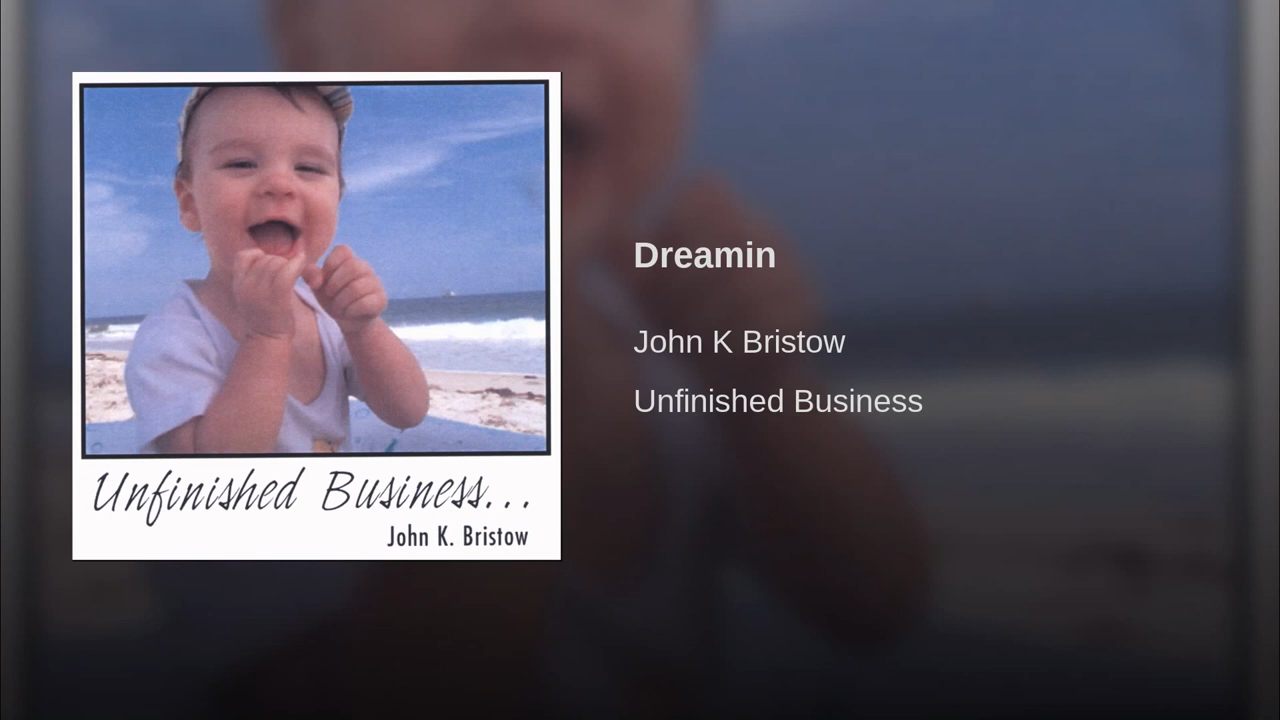 Unfinished Business...
John K. Bristow
Dreamin
John K Bristow
Unfinished Business